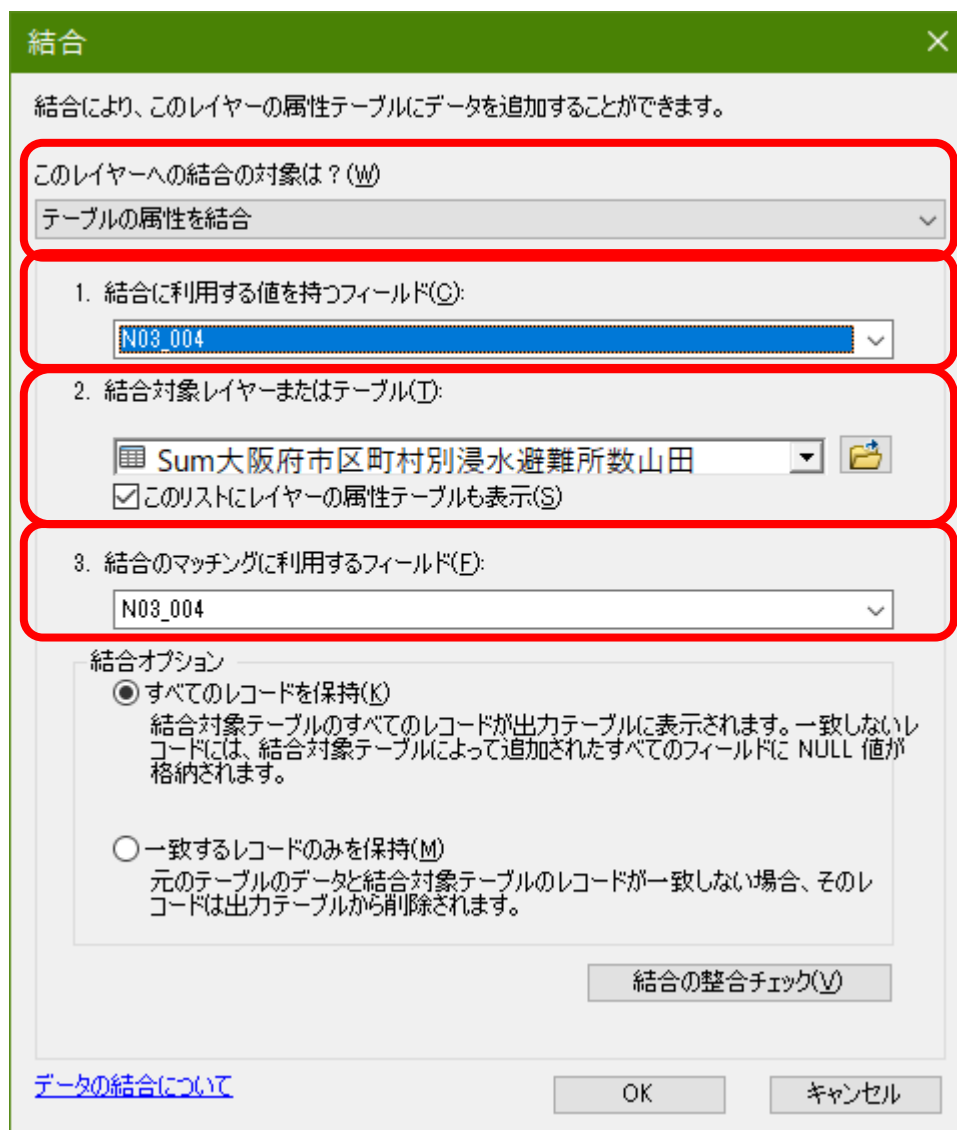 結合
結合により、このレイヤーの属性テーブルにデータを追加することができます。
このレイヤーへの結合の対象は？(W)
テーブルの属性を結合
1. 結合に利用する値を持つフィールド(C):
N03_004
2. 結合対象レイヤーまたはテーブル(T):
Sum大阪府市区町村別浸水避難所数山田
このリストにレイヤーの属性テーブルも表示(S)
3. 結合のマッチングに利用するフィールド(F):
N03_004
結合オプション
すべてのレコードを保持(K)
結合対象テーブルのすべてのレコードが出力テーブルに表示されます。一致しないレ
コードには、結合対象テーブルによって追加されたすべてのフィールドに NULL 値が
格納されます。
一致するレコードのみを保持(M)
元のテーブルのデータと結合対象テーブルのレコードが一致しない場合、そのレ
コードは出力テーブルから削除されます。
結合の整合チェック(V)
データの結合について
OK
キャンセル